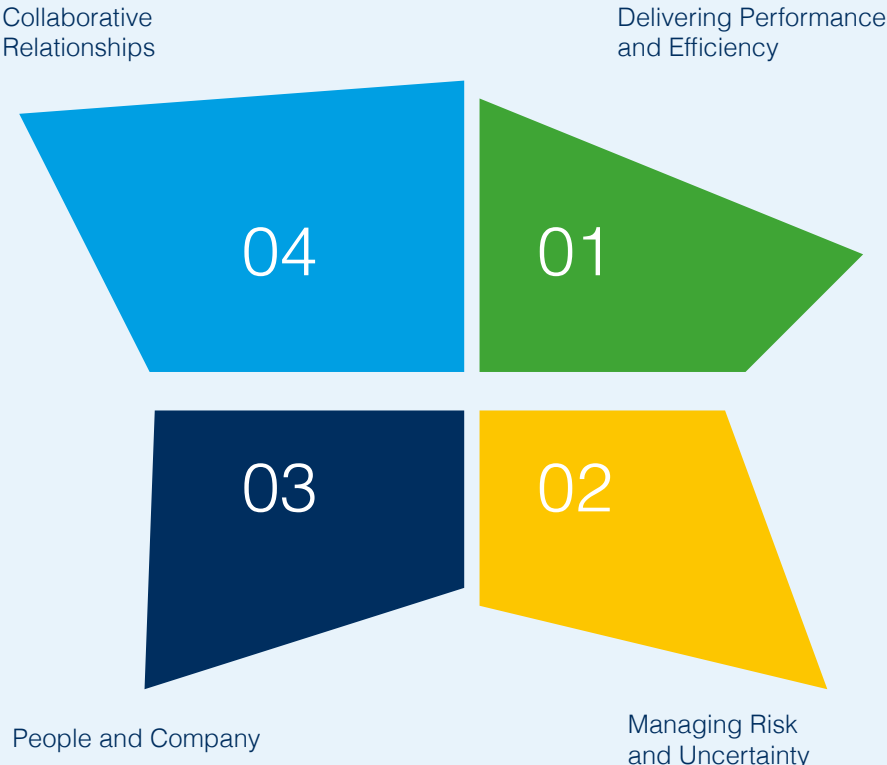 Collaborative
Relationships
Delivering Performance
and Efficiency
04
01
03
02
People and Company
Managing Risk
and Uncertainty